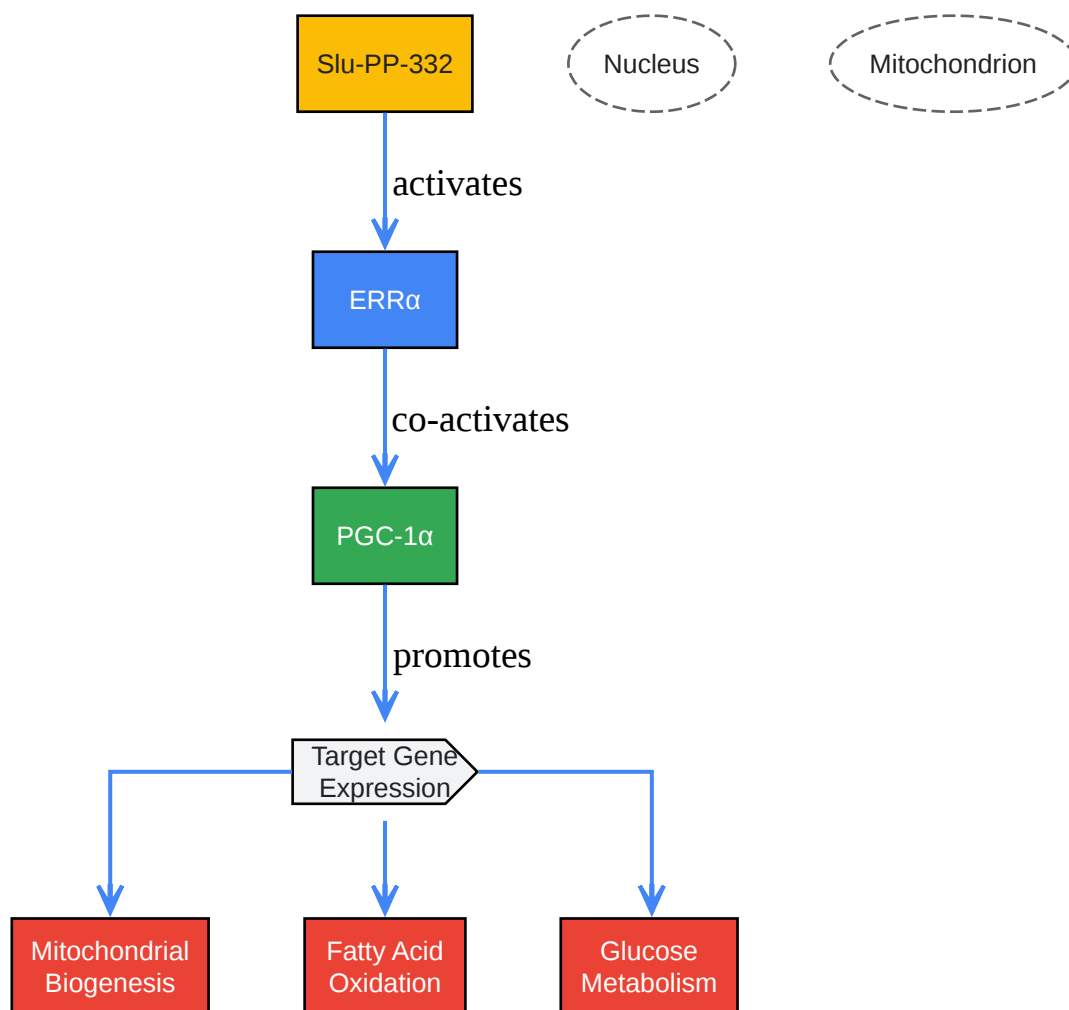 Slu-PP-332
Nucleus
Mitochondrion
activates
ERRα
co-activates
PGC-1α
promotes
Target Gene
Expression
Mitochondrial
Biogenesis
Fatty Acid
Oxidation
Glucose
Metabolism